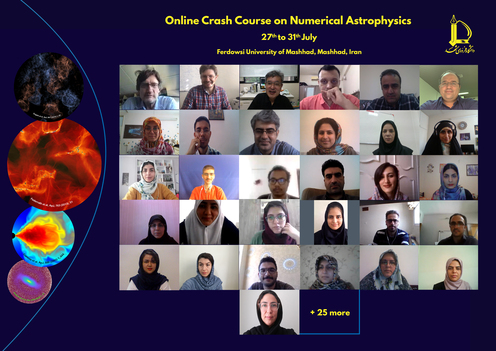 Online Crash Course on Numerical Astrophysics
27th to 31th July
Ferdowsi University of Mashhad, Mashhad, Iran
+ 25 more